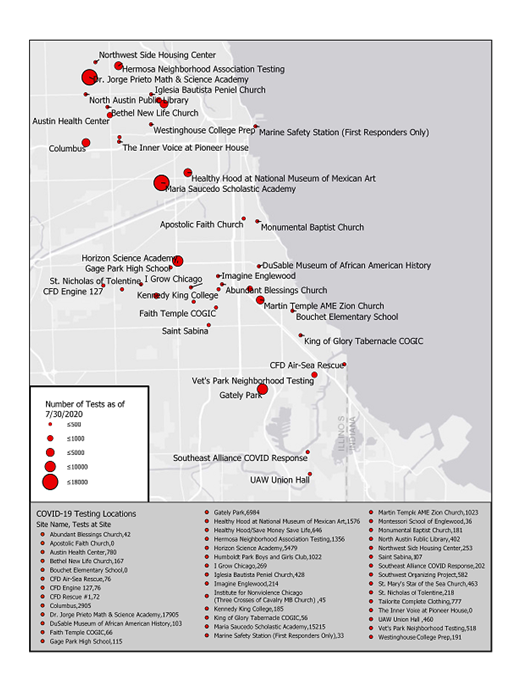 Northwest Side Housing Center
Hermosa Neighborhood Association Testing
Dr. Jorge Prieto Math & Science Academy
Iglesia Bautista Peniel Church
North Austin Public Library
Bethel New Life Church
Austin Health Center
Westinghouse College Prep
Marine Safety Station (First Responders Only)
Columbus
The Inner Voice at Pioneer House
Healthy Hood at National Museum of Mexican Art
Maria Saucedo Scholastic Academy
Apostolic Faith Church
Monumental Baptist Church
Horizon Science Academy
Gage Park High School
DuSable Museum of African American History
St. Nicholas of Tolentine
I Grow Chicago
Imagine Englewood
CFD Engine 127
Kennedy King College
Abundant Blessings Church
Martin Temple AME Zion Church
Faith Temple COGIC
Bouchet Elementary School
Saint Sabina
King of Glory Tabernacle COGIC
CFD Air-Sea Rescue
Vet's Park Neighborhood Testing
Gately Park
ILLINOIS
INDIANA
Southeast Alliance COVID Response
UAW Union Hall
Number of Tests as of
7/30/2020
≤500
≤1000
≤5000
≤10000
≤18000
COVID-19 Testing Locations
Site Name, Tests at Site
Abundant Blessings Church,42
Apostolic Faith Church,0
Austin Health Center,780
Bethel New Life Church,167
Bouchet Elementary School,0
CFD Air-Sea Rescue,76
CFD Engine 127,76
CFD Rescue #1,72
Columbus,2905
Dr. Jorge Prieto Math & Science Academy,17905
DuSable Museum of African American History,103
Faith Temple COGIC,66
Gage Park High School,115
Gately Park,6984
Healthy Hood at National Museum of Mexican Art,1576
Healthy Hood/Save Money Save Life,646
Hermosa Neighborhood Association Testing,1356
Horizon Science Academy,5479
Humboldt Park Boys and Girls Club,1022
I Grow Chicago,269
Iglesia Bautista Peniel Church,428
Imagine Englewood,214
Institute for Nonviolence Chicago
(Three Crosses of Cavalry MB Church) ,45
Kennedy King College,185
King of Glory Tabernacle COGIC,56
Maria Saucedo Scholastic Academy,15215
Marine Safety Station (First Responders Only),33
Martin Temple AME Zion Church,1023
Montessori School of Englewood,36
Monumental Baptist Church,181
North Austin Public Library,402
Northwest Side Housing Center,253
Saint Sabina,107
Southeast Alliance COVID Response,202
Southwest Organizing Project,582
St. Mary's Star of the Sea Church,463
St. Nicholas of Tolentine,218
Tailorite Complete Clothing,777
The Inner Voice at Pioneer House,0
UAW Union Hall ,460
Vet's Park Neighborhood Testing,518
Westinghouse College Prep,191